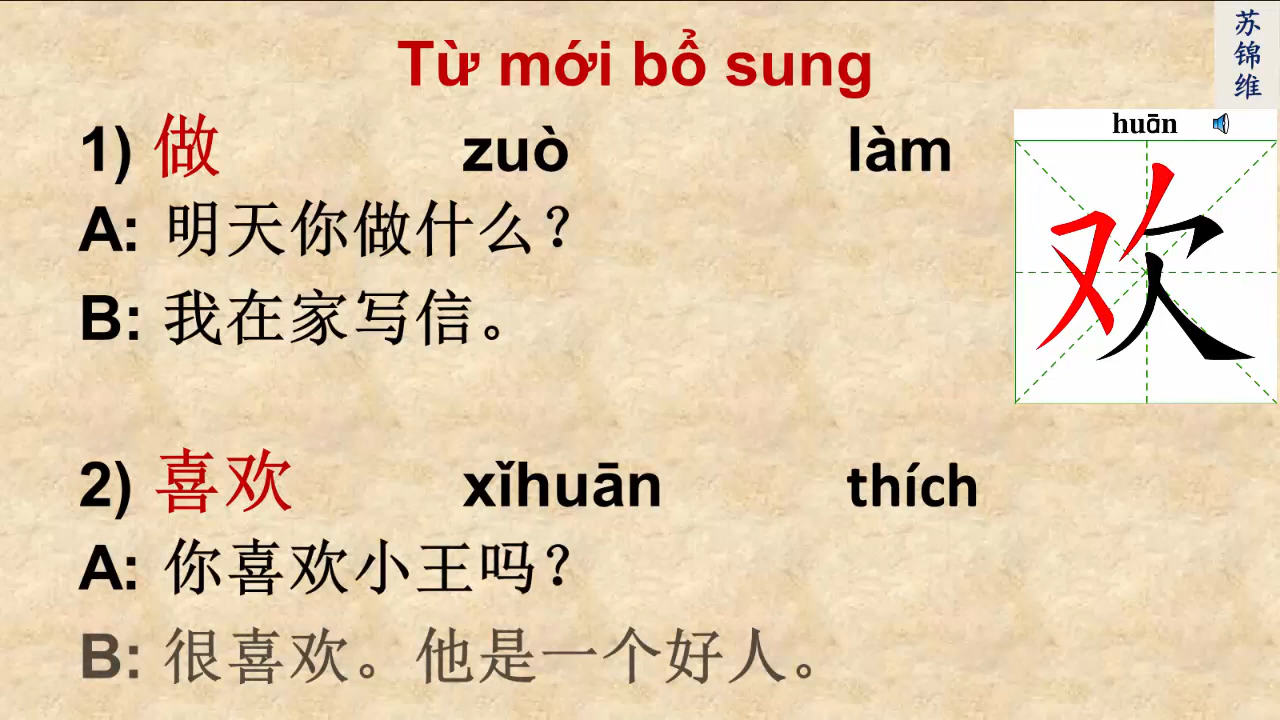 Từ mới bổ sung
苏锦维
huān
欢
1) 做 zuò làm
A: 明天你做什么?
B: 我在家写信。
2) 喜欢 xǐhuān thích
A: 你喜欢小王吗?
B: 很喜欢。他是一个好人。